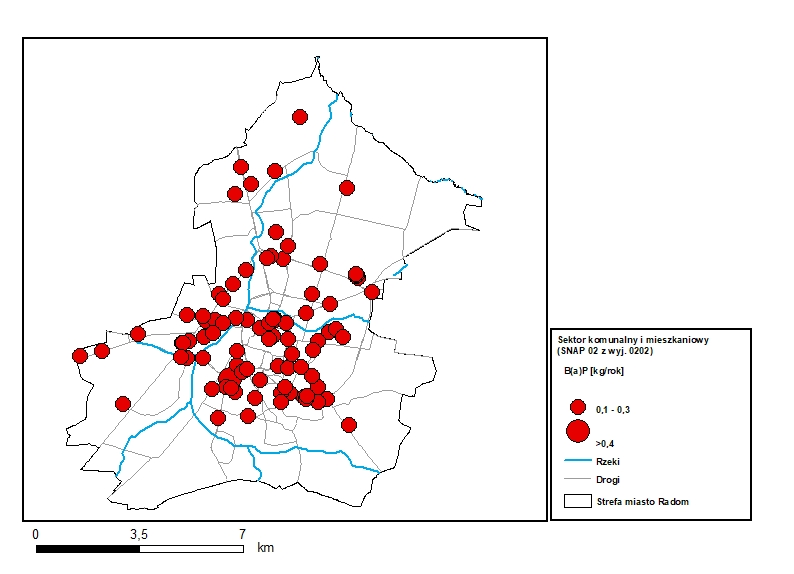 Sektor komunalny i mieszkaniowy
(SNAP 02 z wyj. 0202)
B(a)P [kg/rok]
0,1 - 0,3
>0,4
Rzeki
Drogi
Strefa miasto Radom
0 3,5 7
km